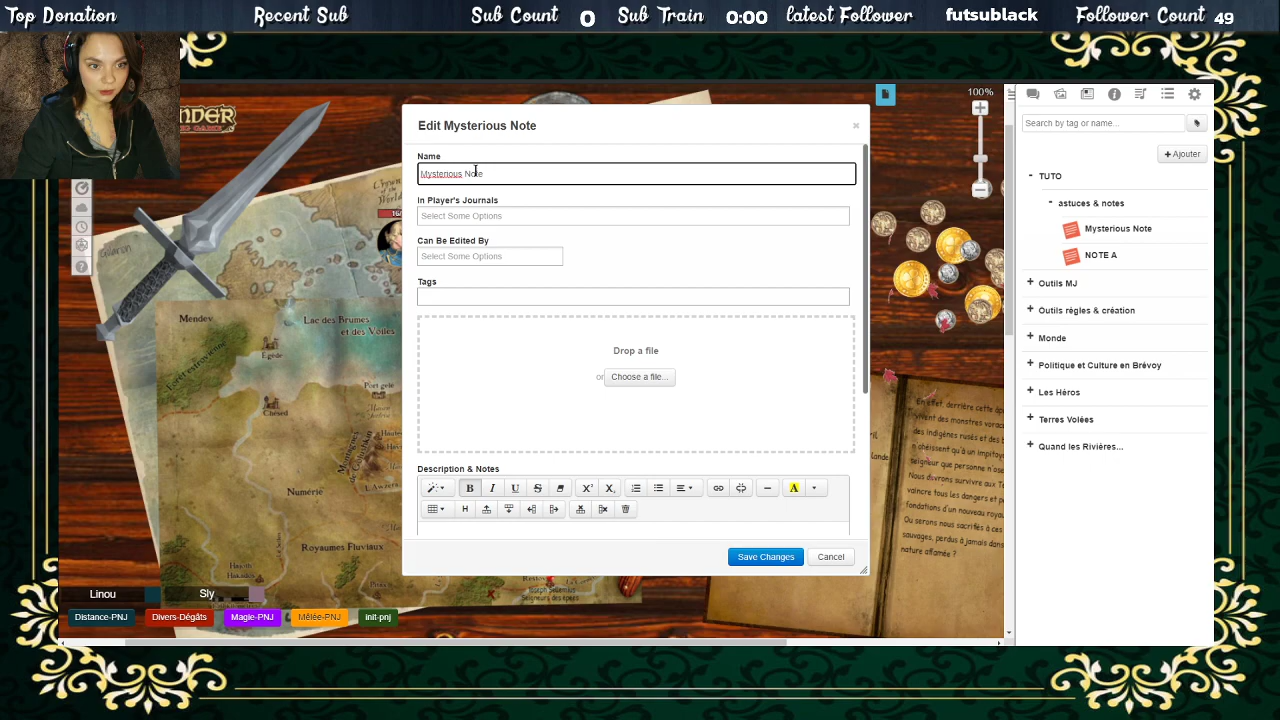 Top Donation
Recent Sub
Sub Count 0
Sub Train 0:00
latest Follower futsublack
Follower Count 49
100%
Edit Mysterious Note
×
Name
Mysterious Note
In Player's Journals
Select Some Options
Can Be Edited By
Select Some Options
Tags
Drop a file
or Choose a file...
Description & Notes
B I U S
H
A
Save Changes
Cancel
Search by tag or name...
+ Ajouter
- TUTO
- astuces & notes
Mysterious Note
NOTE A
+ Outils MJ
+ Outils règles & création
+ Monde
+ Politique et Culture en Brévoy
+ Les Héros
+ Terres Volées
+ Quand les Rivières...
Mendev
Lac des Brumes
et des Voiles
Egède
Chesed
Numérie
Royaumes Fluviaux
Linou
Sly
Distance-PNJ
Divers-Dégâts
Magie-PNJ
Mêlée-PNJ
init-pnj
nature affamée ?